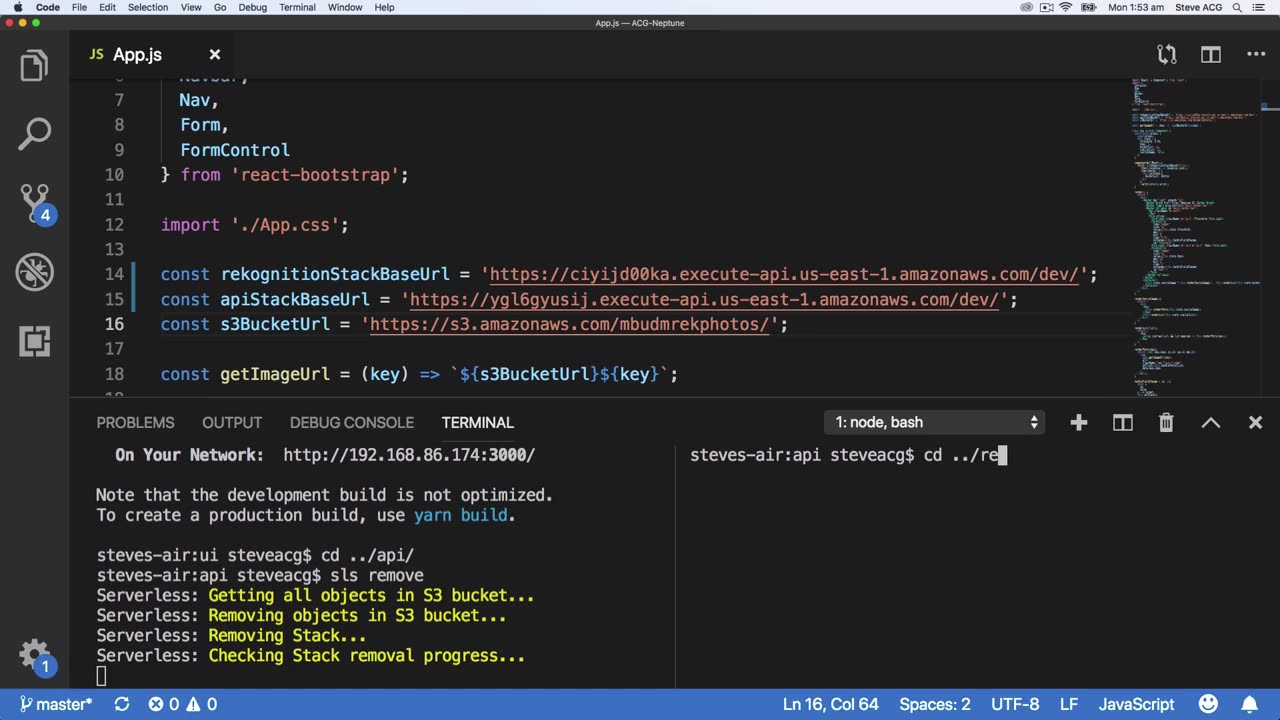 Code File Edit Selection View Go Debug Terminal Window Help Mon 1:53 am Steve ACG
App.js — ACG-Neptune
JS App.js
6 Navbar,
7 Nav,
8 Form,
9 FormControl
10 } from 'react-bootstrap';
11
12 import './App.css';
13
14 const rekognitionStackBaseUrl = 'https://ciyijd00ka.execute-api.us-east-1.amazonaws.com/dev/';
15 const apiStackBaseUrl = 'https://ygl6gyusij.execute-api.us-east-1.amazonaws.com/dev/';
16 const s3BucketUrl = 'https://s3.amazonaws.com/mbudmrekphotos/';
17
18 const getImageUrl = (key) => `${s3BucketUrl}${key}`;
4
PROBLEMS OUTPUT DEBUG CONSOLE TERMINAL 1: node, bash
On Your Network: http://192.168.86.174:3000/
Note that the development build is not optimized.
To create a production build, use yarn build.
steves-air:ui steveacg$ cd ../api/
steves-air:api steveacg$ sls remove
Serverless: Getting all objects in S3 bucket...
Serverless: Removing objects in S3 bucket...
Serverless: Removing Stack...
Serverless: Checking Stack removal progress...
steves-air:api steveacg$ cd ../re
1
master* 0 0 Ln 16, Col 64 Spaces: 2 UTF-8 LF JavaScript